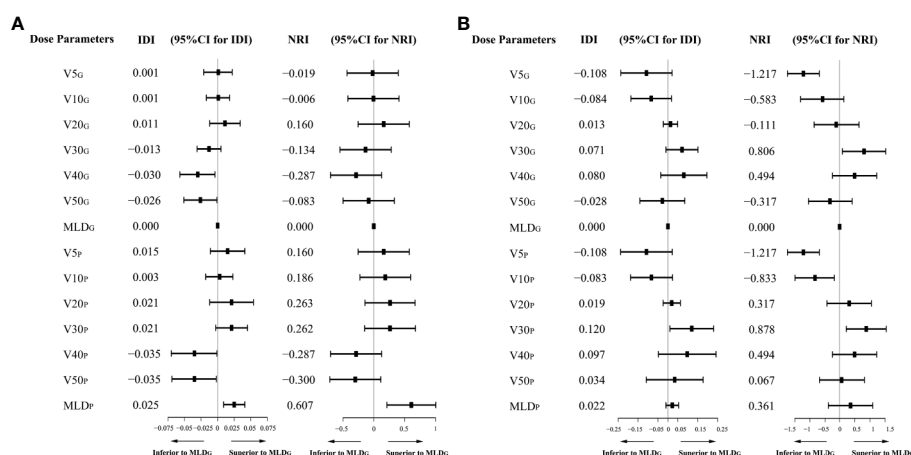 A
B
Dose Parameters IDI (95%CI for IDI) NRI (95%CI for NRI)
V5G 0.001 −0.019
V10G 0.001 −0.006
V20G 0.011 0.160
V30G −0.013 −0.134
V40G −0.030 −0.287
V50G −0.026 −0.083
MLDG 0.000 0.000
V5P 0.015 0.160
V10P 0.003 0.186
V20P 0.021 0.263
V30P 0.021 0.262
V40P −0.035 −0.287
V50P −0.035 −0.300
MLDP 0.025 0.607
-0.075 -0.025 0.025 0.075 −0.5 0 0.5 1
Inferior to MLDG Superior to MLDG Inferior to MLDG Superior to MLDG
Dose Parameters IDI (95%CI for IDI) NRI (95%CI for NRI)
V5G −0.108 −1.217
V10G −0.084 −0.583
V20G 0.013 −0.111
V30G 0.071 0.806
V40G 0.080 0.494
V50G −0.028 −0.317
MLDG 0.000 0.000
V5P −0.108 −1.217
V10P −0.083 −0.833
V20P 0.019 0.317
V30P 0.120 0.878
V40P 0.097 0.494
V50P 0.034 0.067
MLDP 0.022 0.361
-0.25 -0.15 -0.05 0.05 0.15 0.25 -1.5 -1 -0.5 0 0.5 1 1.5
Inferior to MLDG Superior to MLDG Inferior to MLDG Superior to MLDG